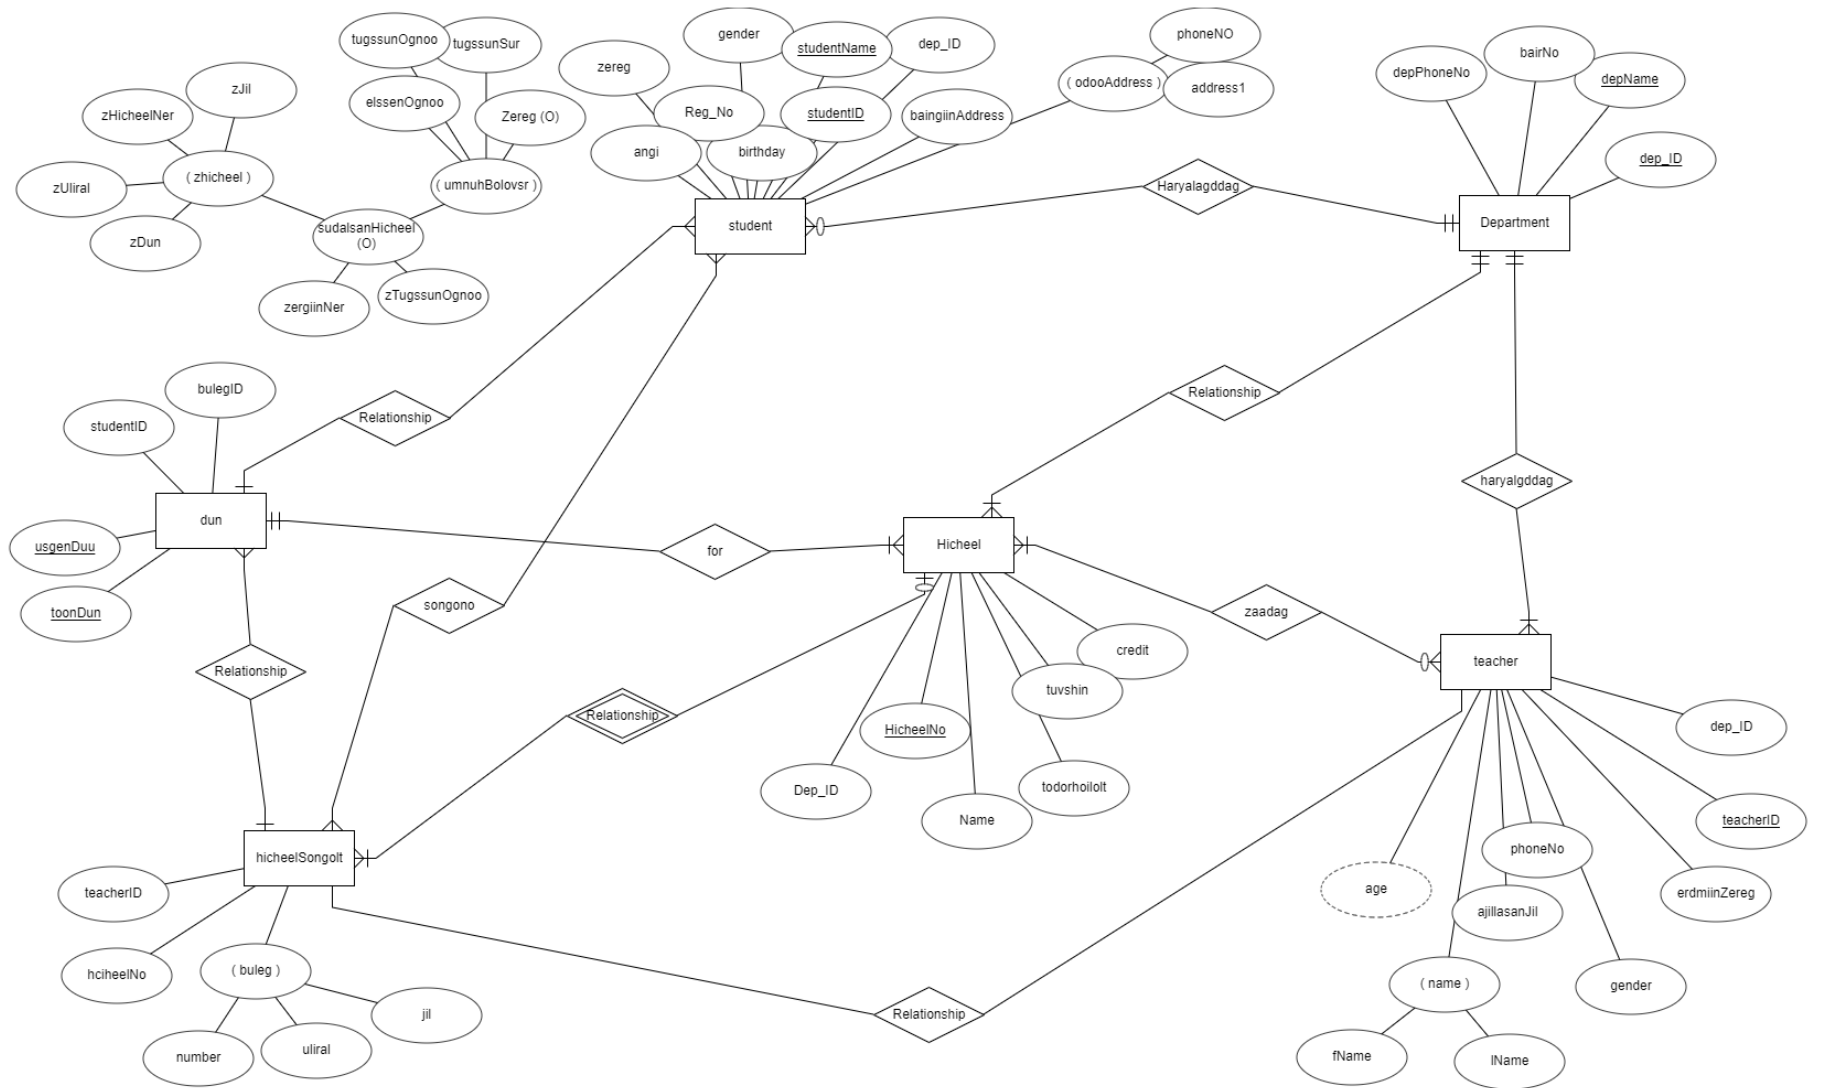 tugssunOgnoo
tugssunSur
gender
studentName
dep_ID
phoneNO
bairNo
zereg
( odooAddress )
address1
depPhoneNo
depName
zJil
zHicheelNer
elssenOgnoo
Zereg (O)
Reg_No
studentID
baingiinAddress
angi
birthday
dep_ID
( zhicheel )
zUliral
( umnuhBolovsr )
Haryalagddag
zDun
sudalsanHicheel
(O)
student
Department
zergiinNer
zTugssunOgnoo
bulegID
studentID
Relationship
Relationship
haryalgddag
dun
usgenDuu
toonDun
for
Hicheel
songono
zaadag
teacher
credit
tuvshin
Relationship
Relationship
HicheelNo
dep_ID
Dep_ID
Name
todorhoilolt
teacherID
phoneNo
hicheelSongolt
teacherID
age
ajillasanJil
erdmiinZereg
hciheelNo
( buleg )
( name )
gender
jil
Relationship
number
uliral
fName
lName